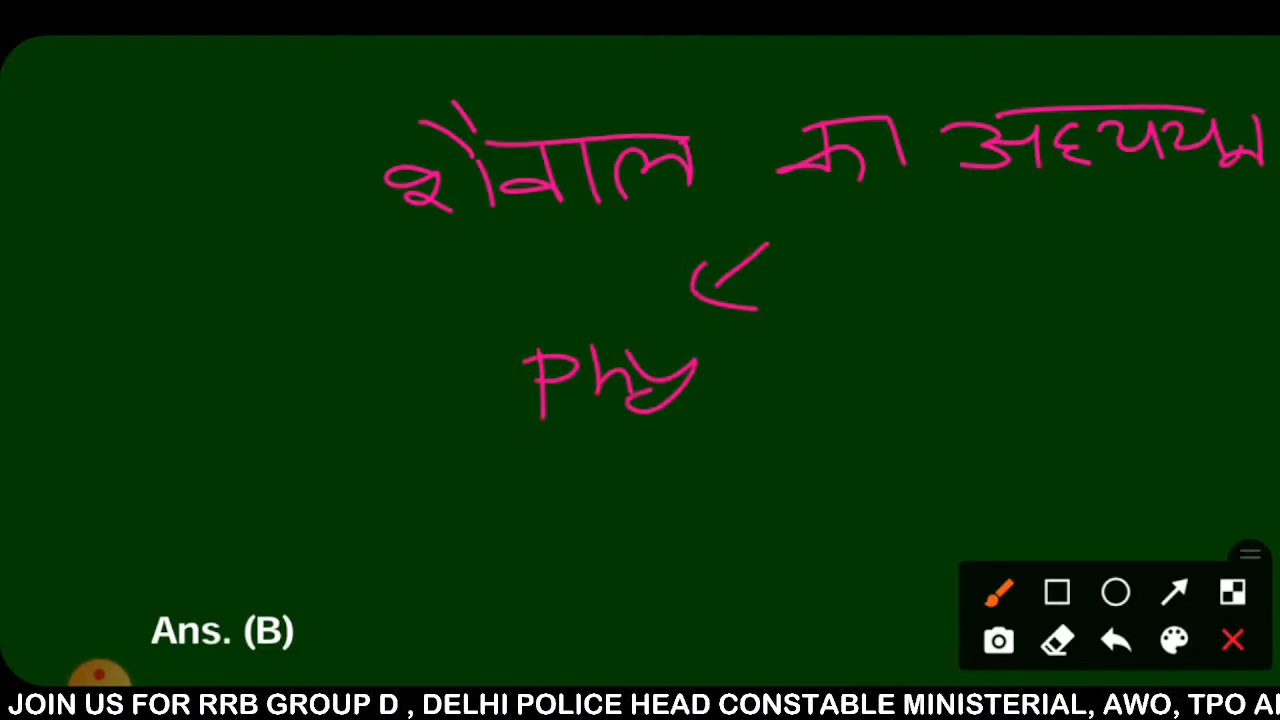 शैवाल का अध्ययन
Phy
Ans. (B)
JOIN US FOR RRB GROUP D , DELHI POLICE HEAD CONSTABLE MINISTERIAL, AWO, TPO